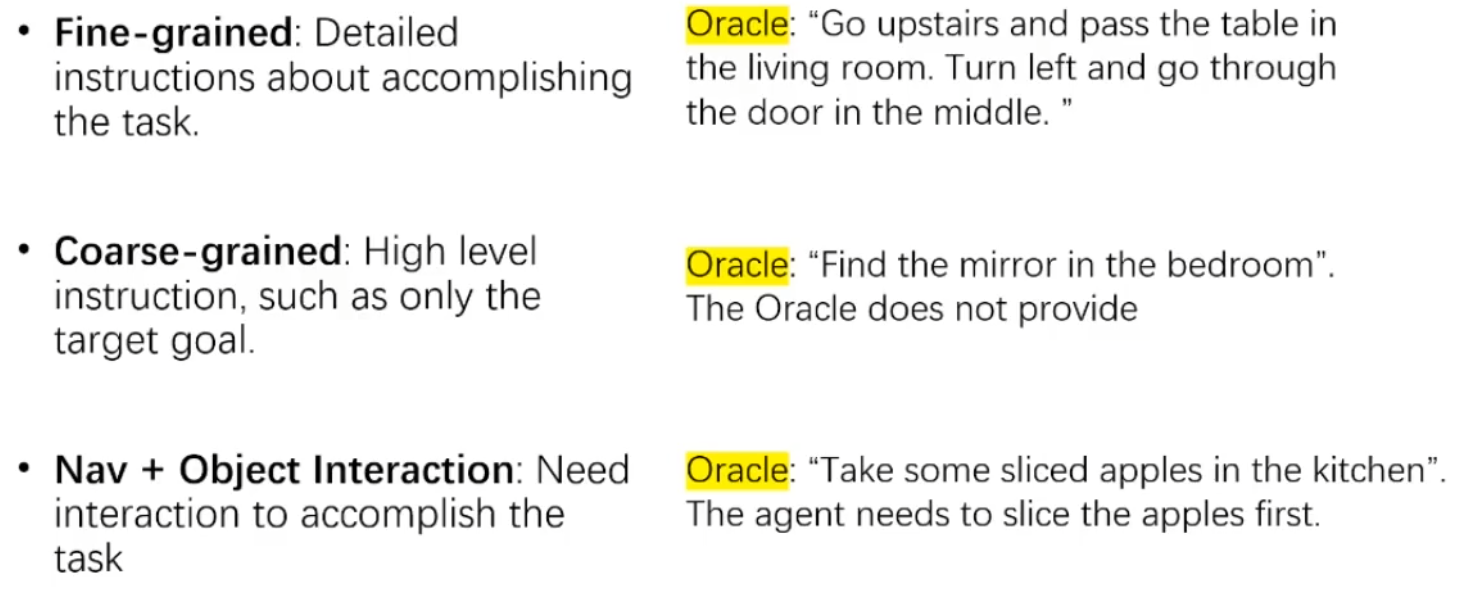 • Fine-grained: Detailed
instructions about accomplishing
the task.
Oracle: “Go upstairs and pass the table in
the living room. Turn left and go through
the door in the middle. ”
• Coarse-grained: High level
instruction, such as only the
target goal.
Oracle: “Find the mirror in the bedroom”.
The Oracle does not provide
• Nav + Object Interaction: Need
interaction to accomplish the
task
Oracle: “Take some sliced apples in the kitchen”.
The agent needs to slice the apples first.